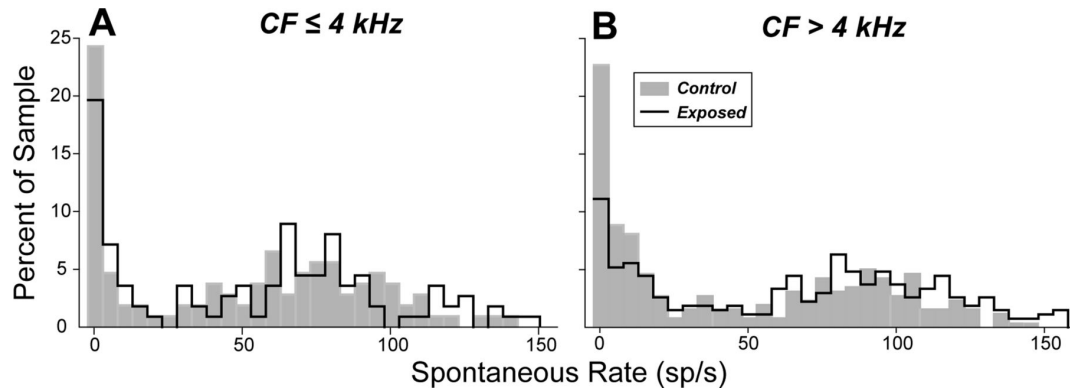 A
CF ≤ 4 kHz
B
CF > 4 kHz
25
20
15
10
5
0
Percent of Sample
Control
Exposed
0
50
100
150
0
50
100
150
Spontaneous Rate (sp/s)